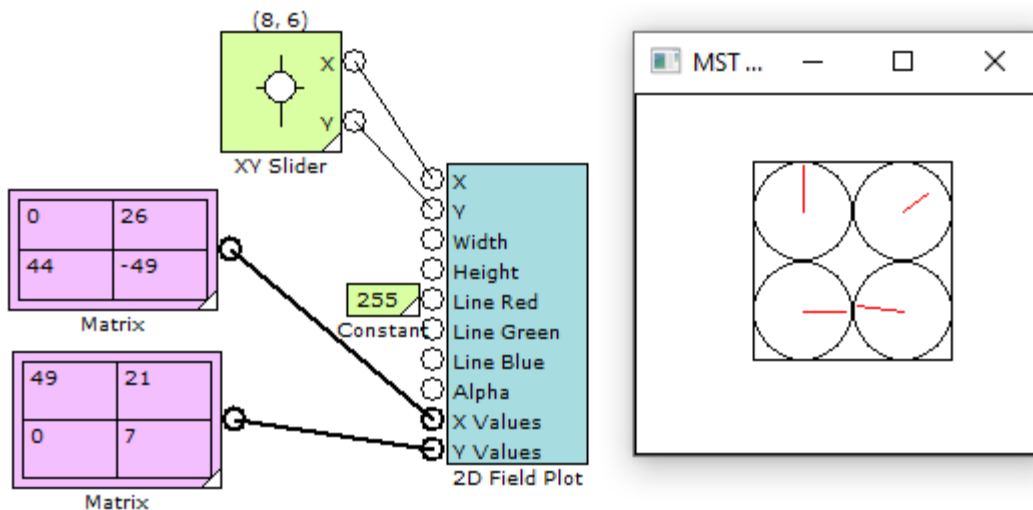 (8, 6)
X
Y
XY Slider
0 26
44 -49
Matrix
49 21
0 7
Matrix
255
Constant
X
Y
Width
Height
Line Red
Line Green
Line Blue
Alpha
X Values
Y Values
2D Field Plot
MST ...